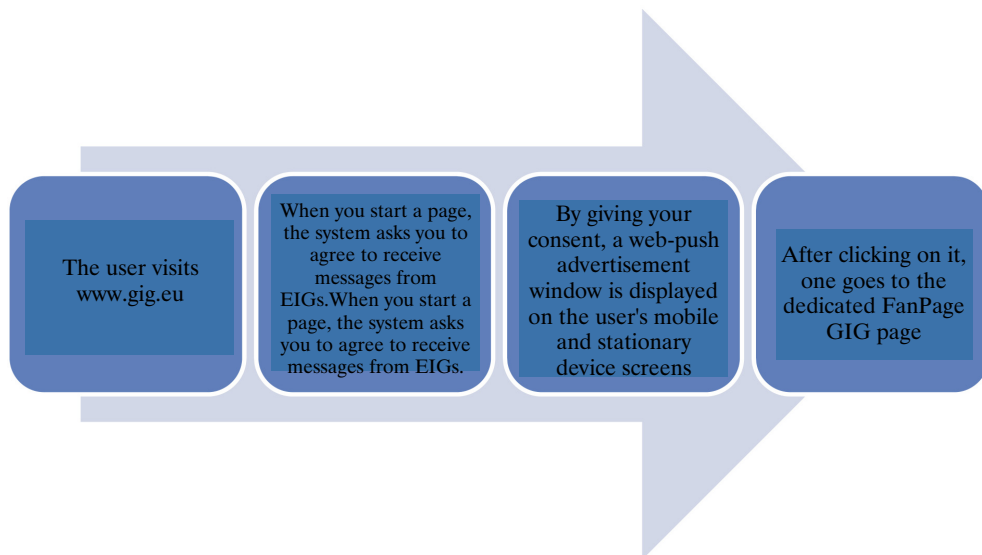 The user visits
www.gig.eu
When you start a page,
the system asks you to
agree to receive
messages from
EIGs.When you start a
page, the system asks
you to agree to receive
messages from EIGs.
By giving your
consent, a web-push
advertisement
window is displayed
on the user's mobile
and stationary
device screens
After clicking on it,
one goes to the
dedicated FanPage
GIG page